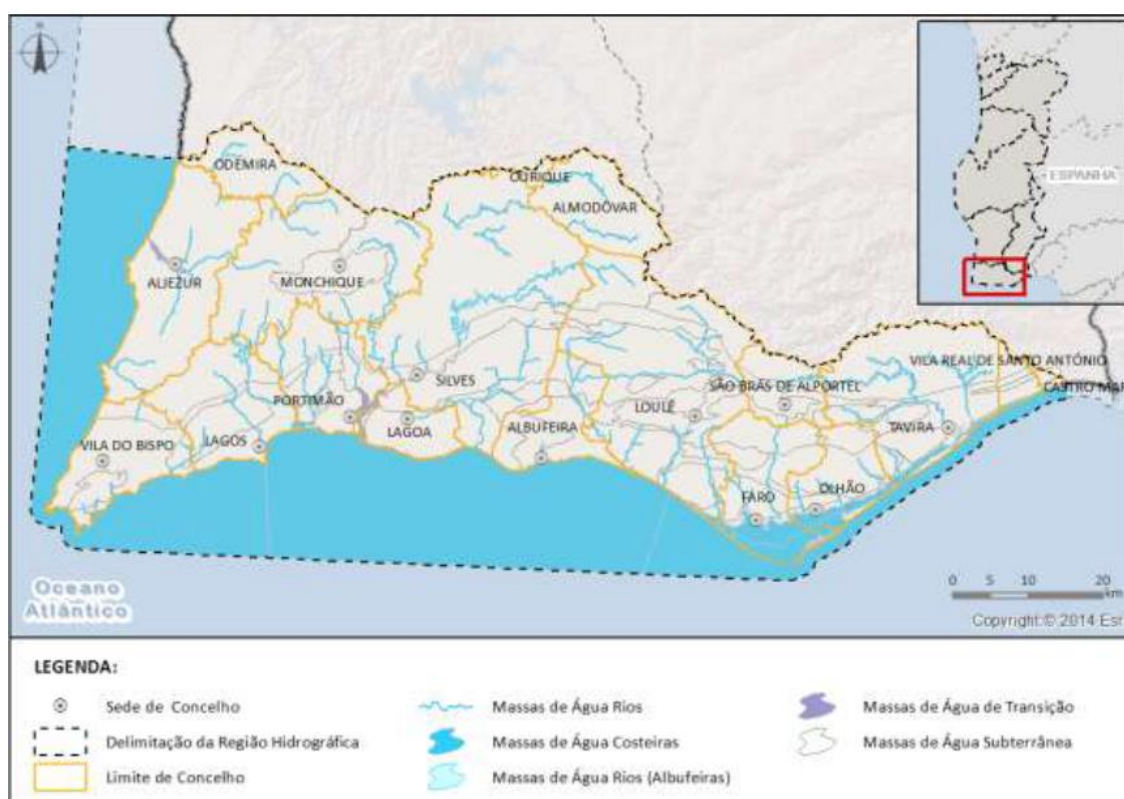 N
ESPANHA
ODEMIRA
OURIQUE
ALMODÔVAR
ALJEZUR
MONCHIQUE
VILA REAL DE SANTO ANTÓNIO
CASTRO MAR
SILVES
SÃO BRÁS DE ALPORTEL
PORTIMÃO
LOULÉ
LAGOA
ALBUFEIRA
TAVIRA
LAGOS
VILA DO BISPO
OLHÃO
FARO
Oceano
Atlântico
0 5 10 20
km
Copyright:© 2014 Esr
LEGENDA:
Sede de Concelho
Massas de Água Rios
Massas de Água de Transição
Delimitação da Região Hidrográfica
Massas de Água Costeiras
Massas de Água Subterrânea
Limite de Concelho
Massas de Água Rios (Albufeiras)